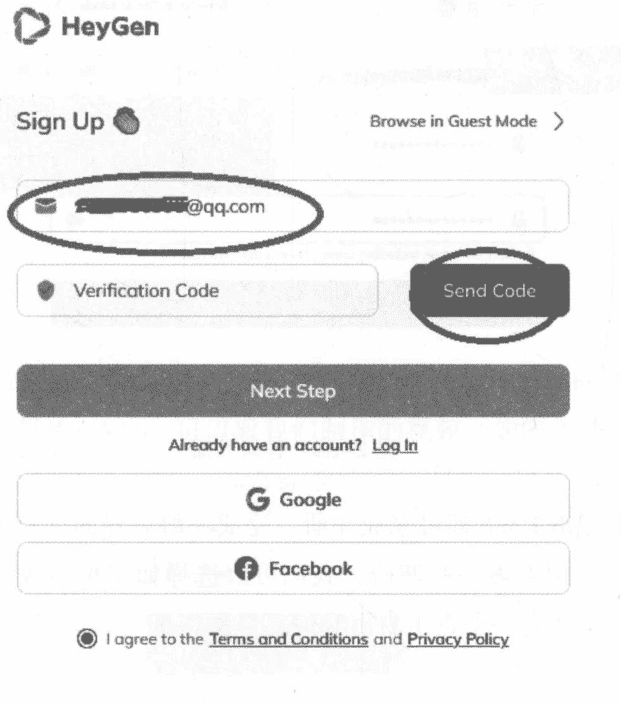 HeyGen
Sign Up
Browse in Guest Mode
@qq.com
Verification Code
Send Code
Next Step
Already have an account? Log In
Google
Facebook
I agree to the Terms and Conditions and Privacy Policy